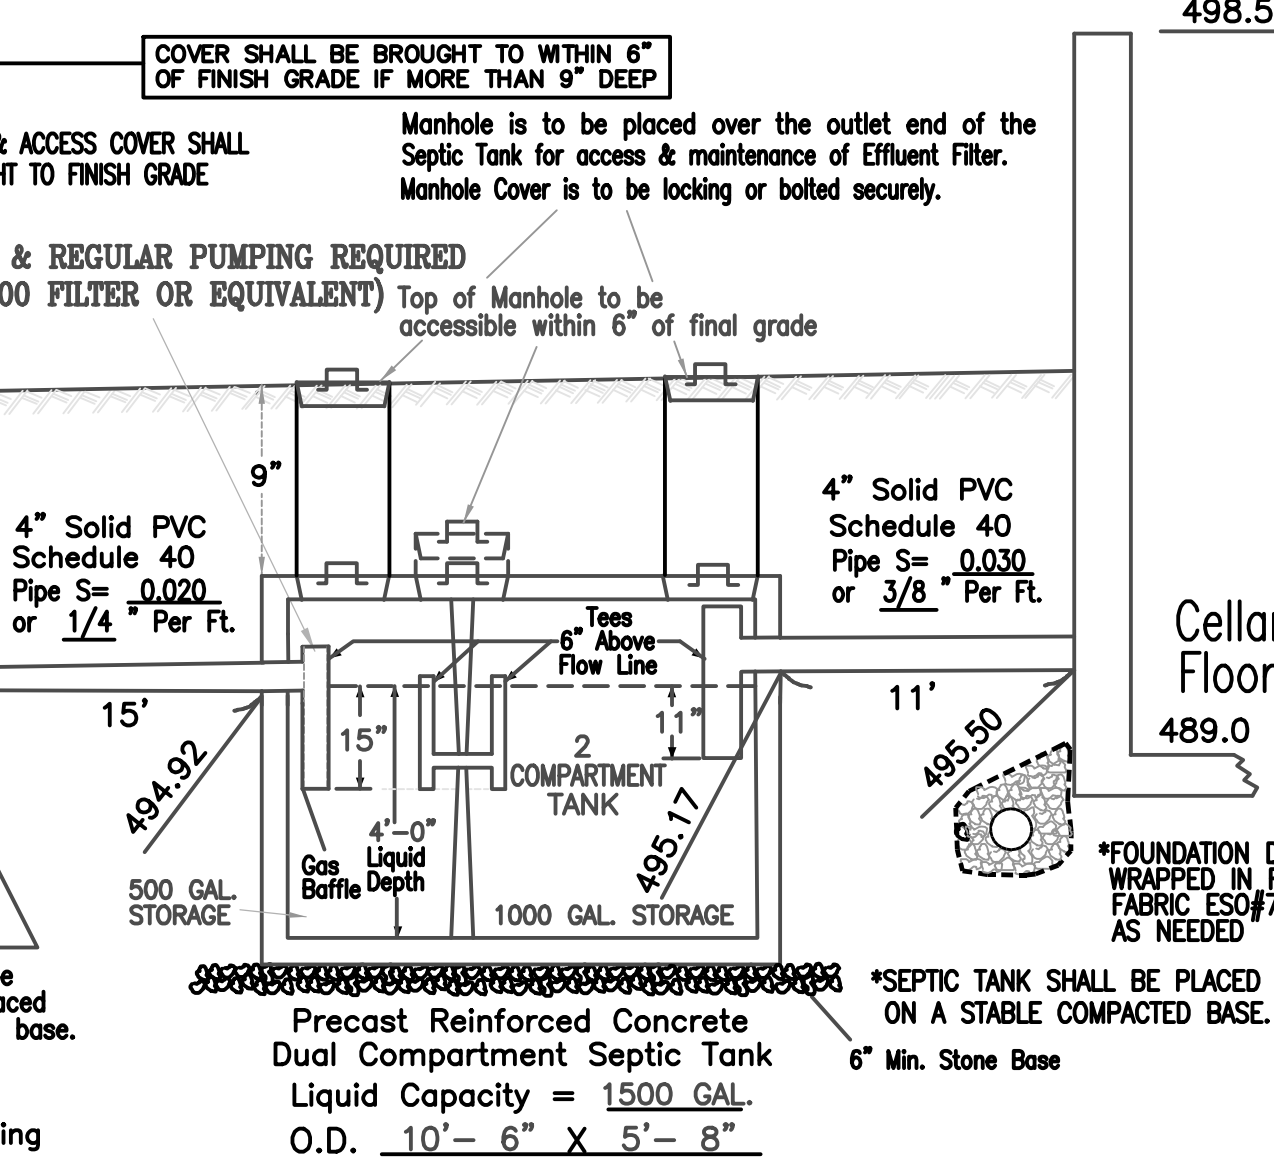 498.5
COVER SHALL BE BROUGHT TO WITHIN 6"
OF FINISH GRADE IF MORE THAN 9" DEEP
& ACCESS COVER SHALL
TO FINISH GRADE
Manhole is to be placed over the outlet end of the
Septic Tank for access & maintenance of Effluent Filter.
Manhole Cover is to be locking or bolted securely.
& REGULAR PUMPING REQUIRED
00 FILTER OR EQUIVALENT)
Top of Manhole to be
accessible within 6" of final grade
9"
4" Solid PVC
Schedule 40
Pipe S= 0.020
or 1/4 " Per Ft.
4" Solid PVC
Schedule 40
Pipe S= 0.030
or 3/8 " Per Ft.
Tees
6" Above
Flow Line
Cellar
Floor
489.0
15'
494.92
15"
11"
11'
495.50
2
COMPARTMENT
TANK
495.17
4'-0"
Liquid
Depth
Gas
Baffle
500 GAL.
STORAGE
1000 GAL. STORAGE
*FOUNDATION
WRAPPED IN
FABRIC ESO#7
AS NEEDED
*SEPTIC TANK SHALL BE PLACED
ON A STABLE COMPACTED BASE.
6" Min. Stone Base
base.
Precast Reinforced Concrete
Dual Compartment Septic Tank
Liquid Capacity = 1500 GAL.
O.D. 10'- 6" X 5'- 8"